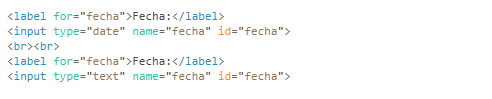 <label for="fecha">Fecha:</label>
<input type="date" name="fecha" id="fecha">
<br><br>
<label for="fecha">Fecha:</label>
<input type="text" name="fecha" id="fecha">